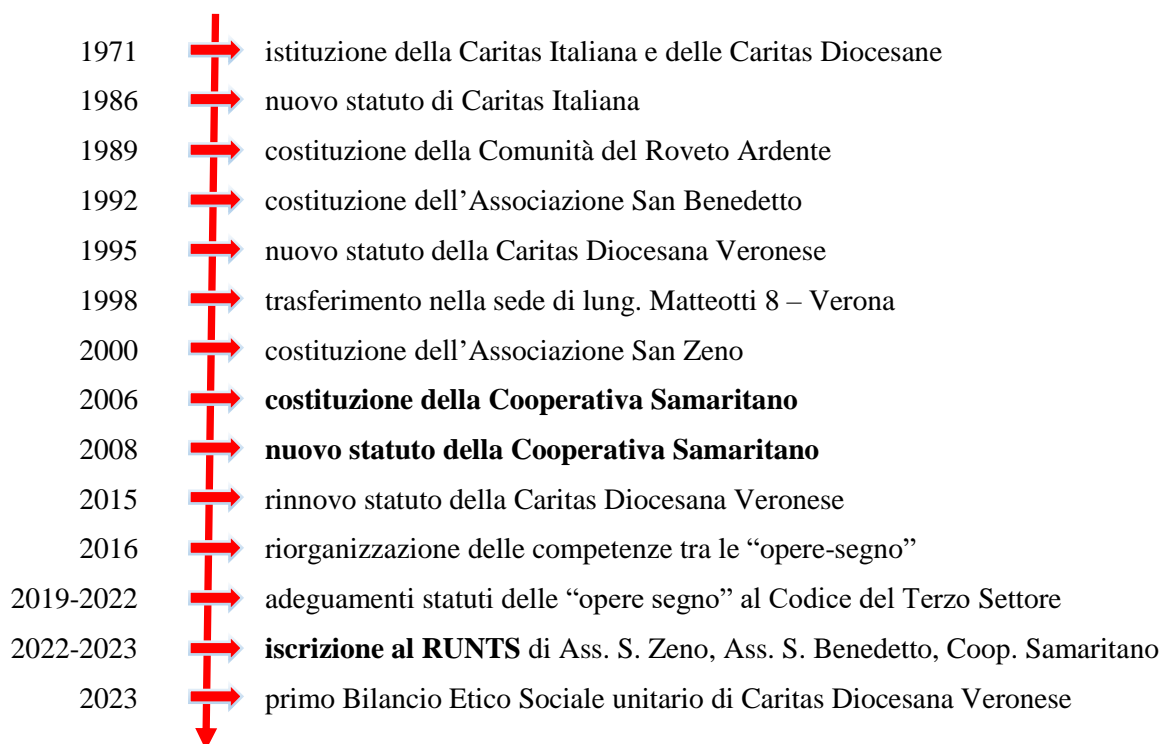 1971 istituzione della Caritas Italiana e delle Caritas Diocesane
1986 nuovo statuto di Caritas Italiana
1989 costituzione della Comunità del Roveto Ardente
1992 costituzione dell’Associazione San Benedetto
1995 nuovo statuto della Caritas Diocesana Veronese
1998 trasferimento nella sede di lung. Matteotti 8 – Verona
2000 costituzione dell’Associazione San Zeno
2006 costituzione della Cooperativa Samaritano
2008 nuovo statuto della Cooperativa Samaritano
2015 rinnovo statuto della Caritas Diocesana Veronese
2016 riorganizzazione delle competenze tra le “opere-segno”
2019-2022 adeguamenti statuti delle “opere segno” al Codice del Terzo Settore
2022-2023 iscrizione al RUNTS di Ass. S. Zeno, Ass. S. Benedetto, Coop. Samaritano
2023 primo Bilancio Etico Sociale unitario di Caritas Diocesana Veronese